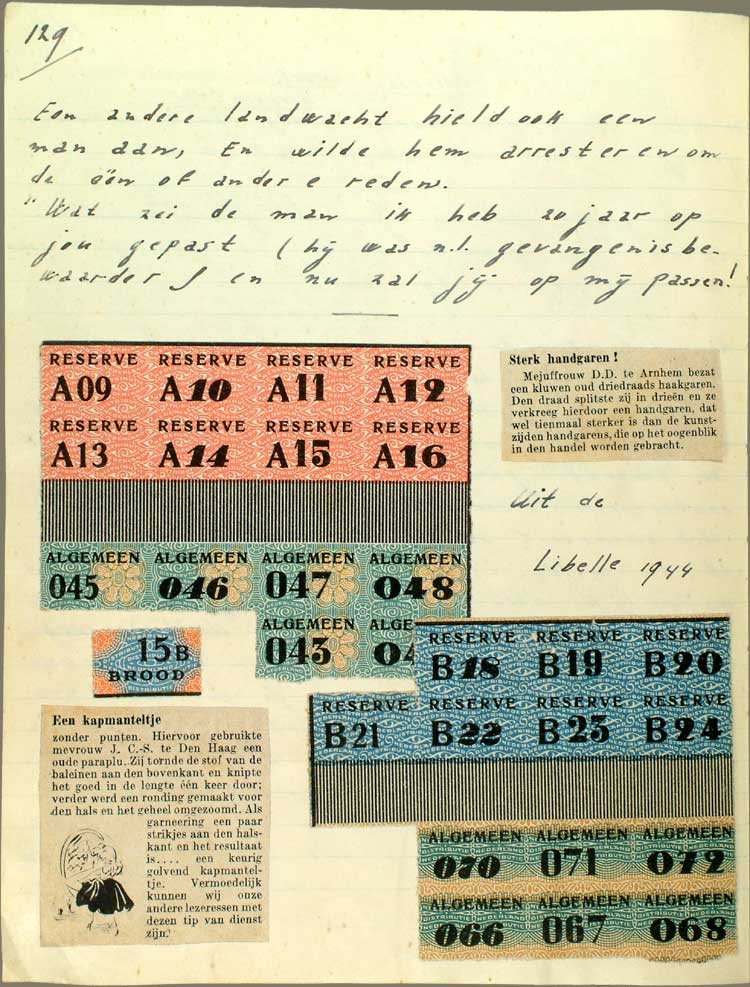 129
Een andere landwacht hield ook een
man aan, En wilde hem arresteren om
de één of andere reden.
"Wat zei de man ik heb 20 jaar op
jou gepast (hij was n.l. gevangenisbe-
waarder) en nu zal jij op mij passen!
RESERVE RESERVE RESERVE RESERVE
A09 A10 A11 A12
RESERVE RESERVE RESERVE RESERVE
A13 A14 A15 A16
ALGEMEEN ALGEMEEN ALGEMEEN ALGEMEEN
045 046 047 048
ALGEMEEN ALGE
043 04
Sterk handgaren!
Mejuffrouw D.D. te Arnhem bezat
een kluwen oud driedraads haakgaren.
Den draad splitste zij in drieën en ze
verkreeg hierdoor een handgaren, dat
wel tienmaal sterker is dan de kunst-
zijden handgarens, die op het oogenblik
in den handel worden gebracht.
Uit de
Libelle 1944
15B
BROOD
RESERVE RESERVE RESERVE
B18 B19 B20
RESERVE RESERVE RESERVE RESERVE
B21 B22 B23 B24
ALGEMEEN ALGEMEEN ALGEMEEN
070 071 072
ALGEMEEN ALGEMEEN ALGEMEEN
066 067 068
Een kapmanteltje
zonder punten. Hiervoor gebruikte
mevrouw J. C.-S. te Den Haag een
oude paraplu. Zij tornde de stof van de
baleinen aan den bovenkant en knipte
het goed in de lengte één keer door;
verder werd een ronding gemaakt voor
den hals en het geheel omgezoomd. Als
garneering een paar
strikjes aan den hals-
kant en het resultaat
is.... een keurig
golvend kapmantel-
tje. Vermoedelijk
kunnen wij onze
andere lezeressen met
dezen tip van dienst
zijn.